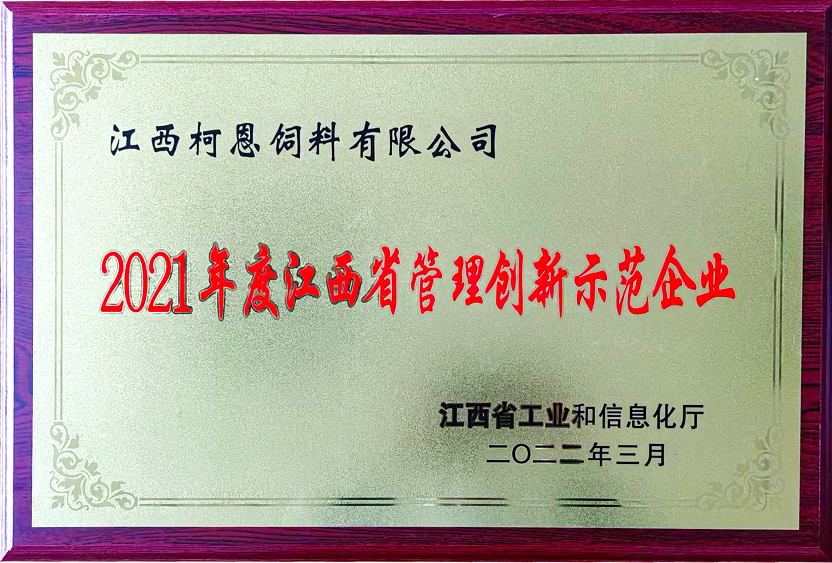 江西柯恩饲料有限公司
2021年度江西省管理创新示范企业
江西省工业和信息化厅
二〇二二年三月